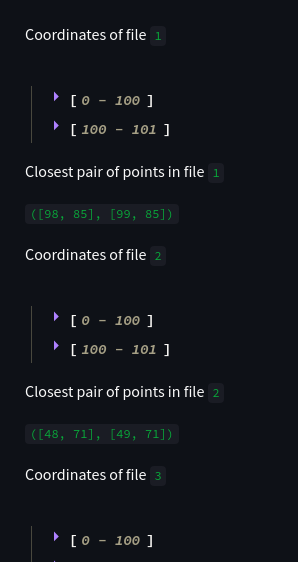 Coordinates of file 1
[ 0 – 100 ]
[ 100 – 101 ]
Closest pair of points in file 1
([98, 85], [99, 85])
Coordinates of file 2
[ 0 – 100 ]
[ 100 – 101 ]
Closest pair of points in file 2
([48, 71], [49, 71])
Coordinates of file 3
[ 0 – 100 ]